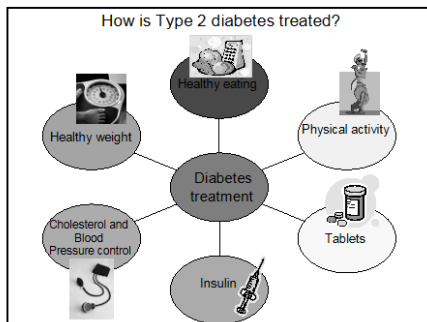 How is Type 2 diabetes treated?
Healthy eating
Healthy weight
Physical activity
Diabetes
treatment
Cholesterol and
Blood
Pressure control
Tablets
Insulin